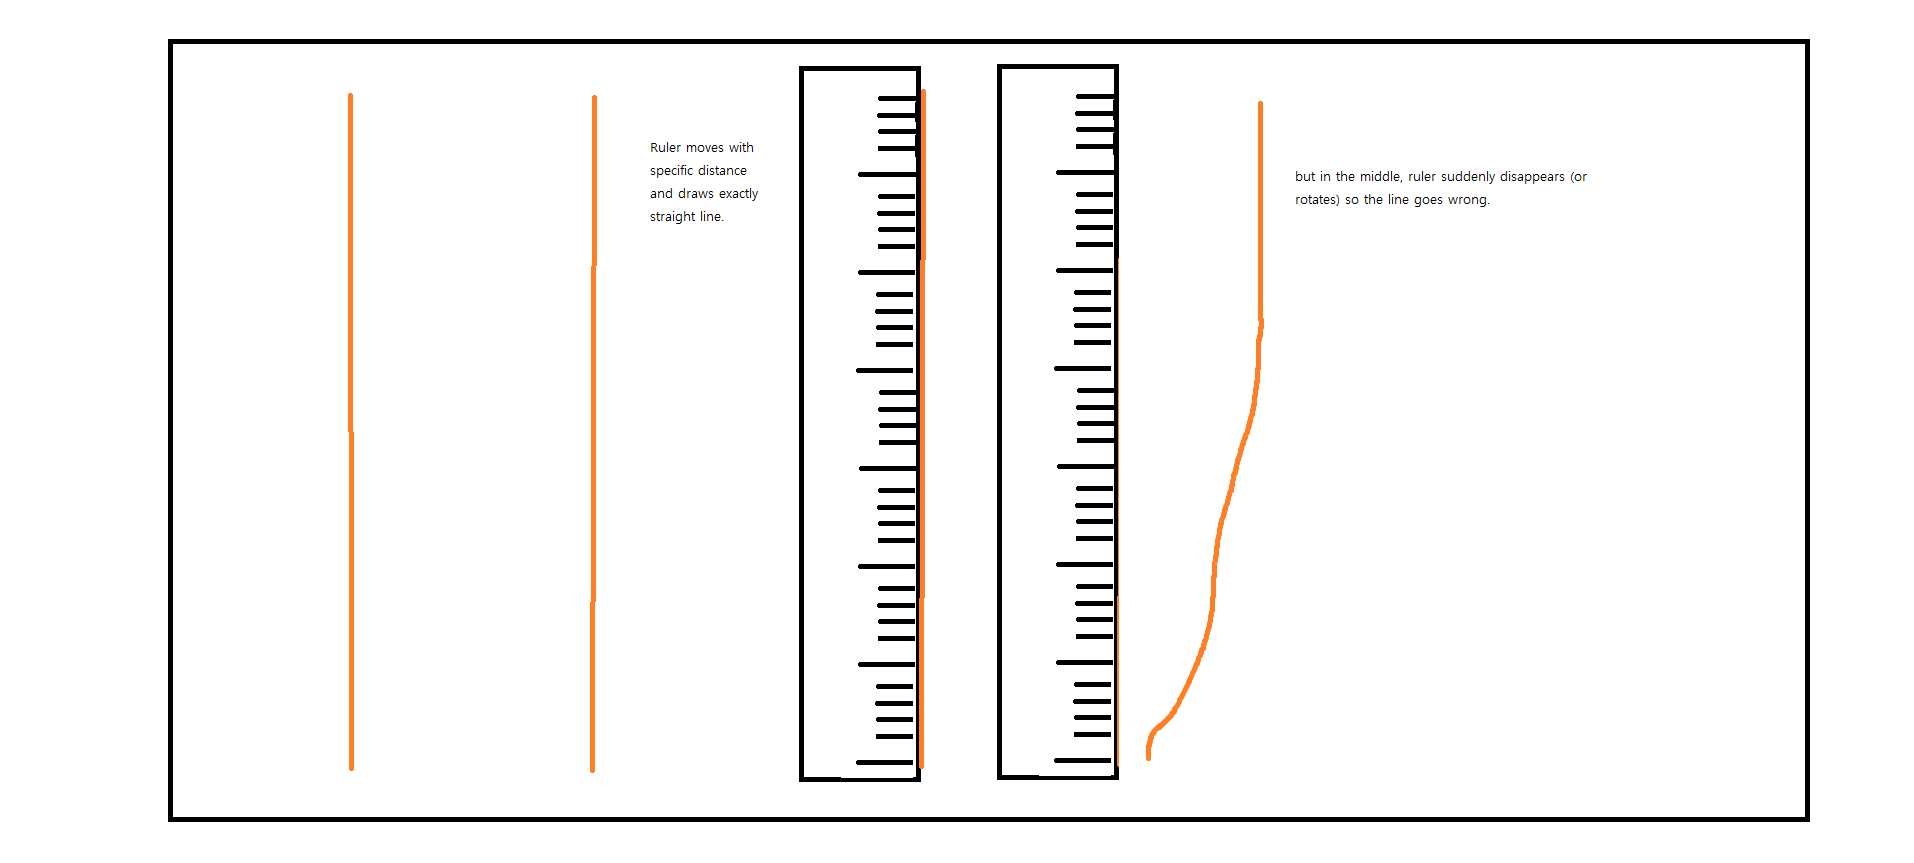 Ruler moves with
specific distance
and draws exactly
straight line.
but in the middle, ruler suddenly disappears (or
rotates) so the line goes wrong.